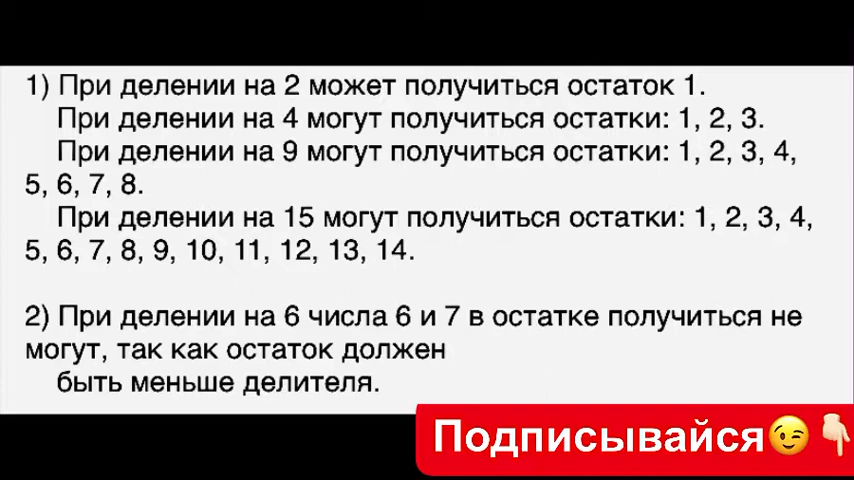 1) При делении на 2 может получиться остаток 1.
При делении на 4 могут получиться остатки: 1, 2, 3.
При делении на 9 могут получиться остатки: 1, 2, 3, 4,
5, 6, 7, 8.
При делении на 15 могут получиться остатки: 1, 2, 3, 4,
5, 6, 7, 8, 9, 10, 11, 12, 13, 14.
2) При делении на 6 числа 6 и 7 в остатке получиться не
могут, так как остаток должен
быть меньше делителя.
Подписывайся😉👇🏻